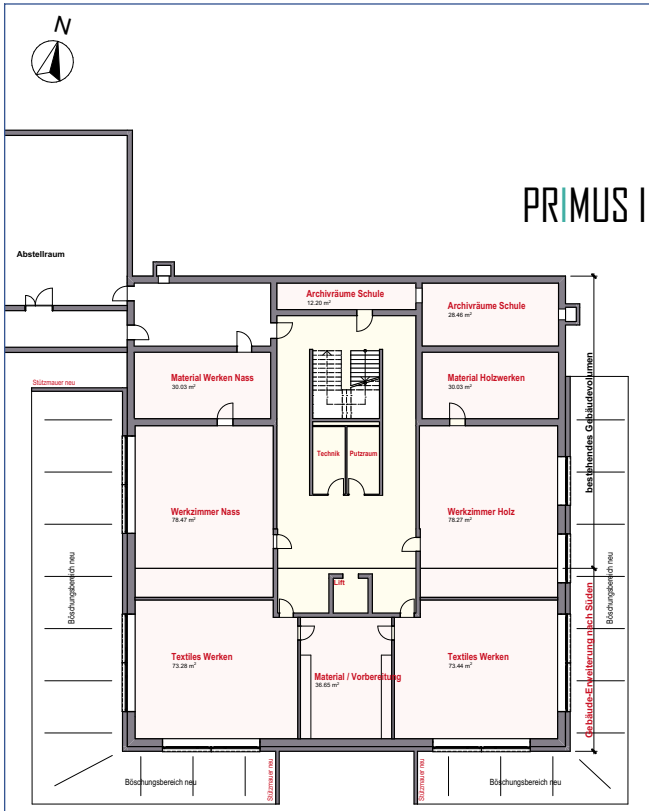 N
PRIMUS I
Abstellraum
Archivräume Schule
12.20 m²
Archivräume Schule
28.46 m²
Stützmauer neu
Material Werken Nass
30.03 m²
Material Holzwerken
30.03 m²
bestehendes Gebäudevolumen
Technik
Putzraum
Werkzimmer Nass
78.47 m²
Werkzimmer Holz
78.27 m²
Böschungsbereich neu
Böschungsbereich neu
Lift
Gebäude-Erweiterung nach Süden
Textiles Werken
73.28 m²
Material / Vorbereitung
36.65 m²
Textiles Werken
73.44 m²
Böschungsbereich neu
Stützmauer neu
Stützmauer neu
Böschungsbereich neu